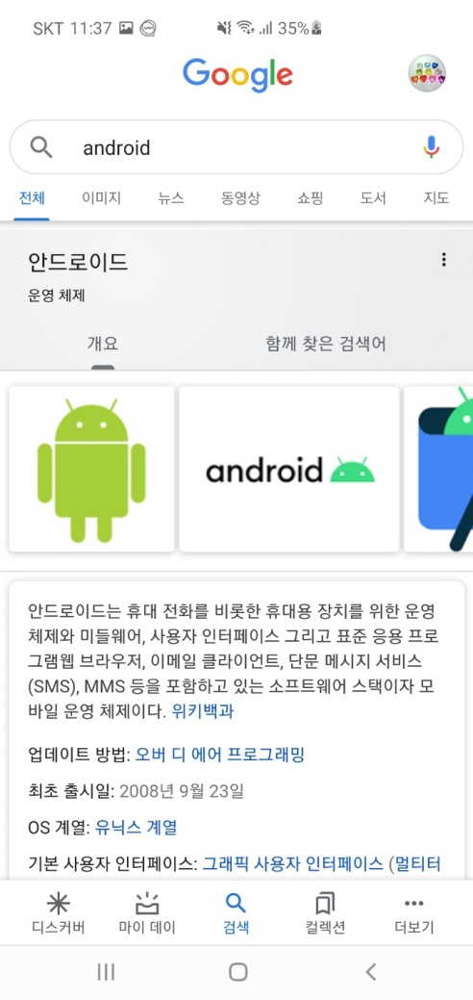 SKT 11:37 35%
Google
android
전체 이미지 뉴스 동영상 쇼핑 도서 지도
안드로이드
운영 체제
개요 함께 찾은 검색어
android
안드로이드는 휴대 전화를 비롯한 휴대용 장치를 위한 운영
체제와 미들웨어, 사용자 인터페이스 그리고 표준 응용 프로
그램웹 브라우저, 이메일 클라이언트, 단문 메시지 서비스
(SMS), MMS 등을 포함하고 있는 소프트웨어 스택이자 모
바일 운영 체제이다. 위키백과
업데이트 방법: 오버 디 에어 프로그래밍
최초 출시일: 2008년 9월 23일
OS 계열: 유닉스 계열
기본 사용자 인터페이스: 그래픽 사용자 인터페이스 (멀티터
디스커버 마이 데이 검색 컬렉션 더보기